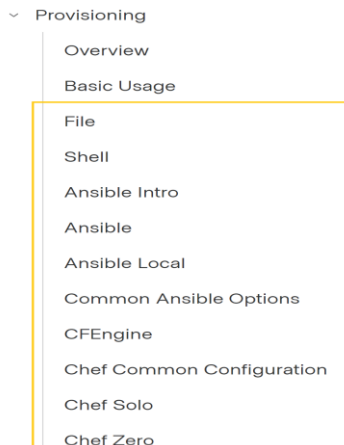 Provisioning
Overview
Basic Usage
File
Shell
Ansible Intro
Ansible
Ansible Local
Common Ansible Options
CFEngine
Chef Common Configuration
Chef Solo
Chef Zero